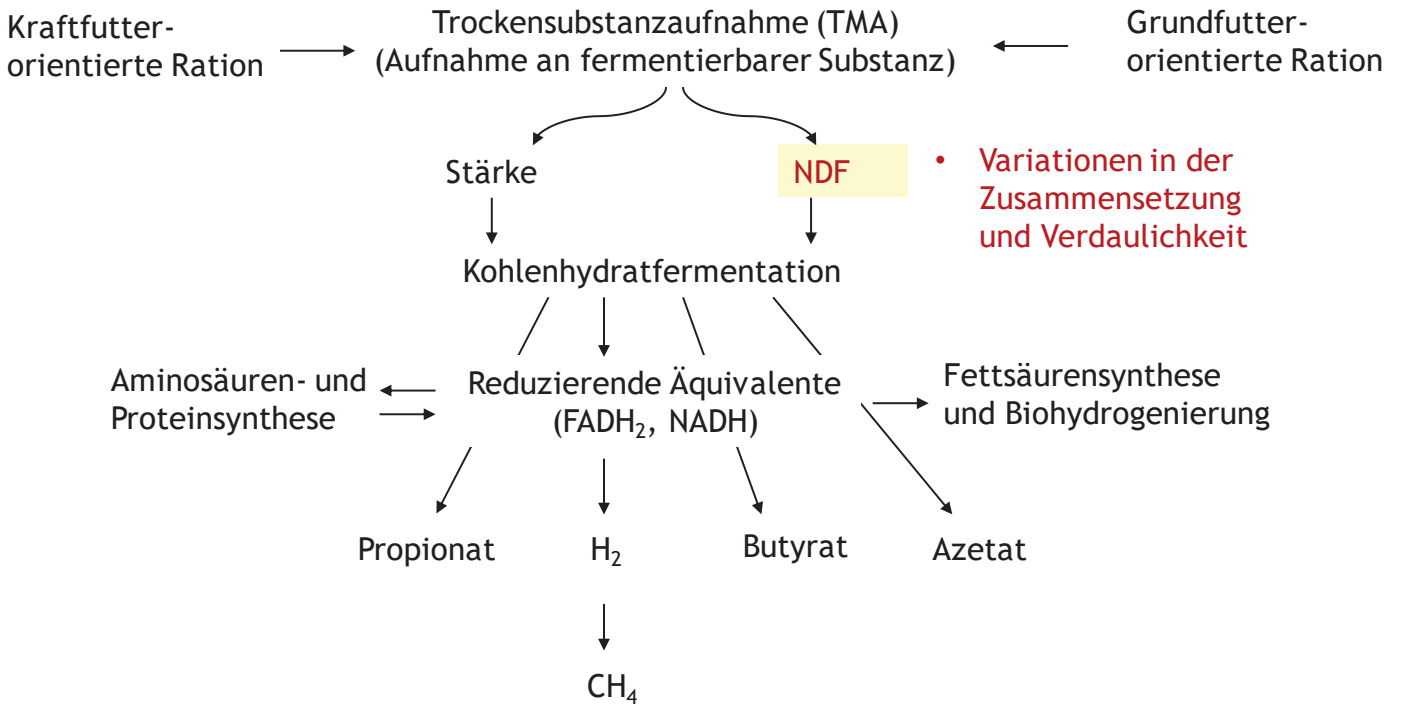 Kraftfutter-
orientierte Ration
Trockensubstanzaufnahme (TMA)
(Aufnahme an fermentierbarer Substanz)
Grundfutter-
orientierte Ration
Stärke
NDF
• Variationen in der
Zusammensetzung
und Verdaulichkeit
Kohlenhydratfermentation
Aminosäuren- und
Proteinsynthese
Reduzierende Äquivalente
(FADH₂, NADH)
Fettsäurensynthese
und Biohydrogenierung
Propionat
H₂
Butyrat
Azetat
CH₄